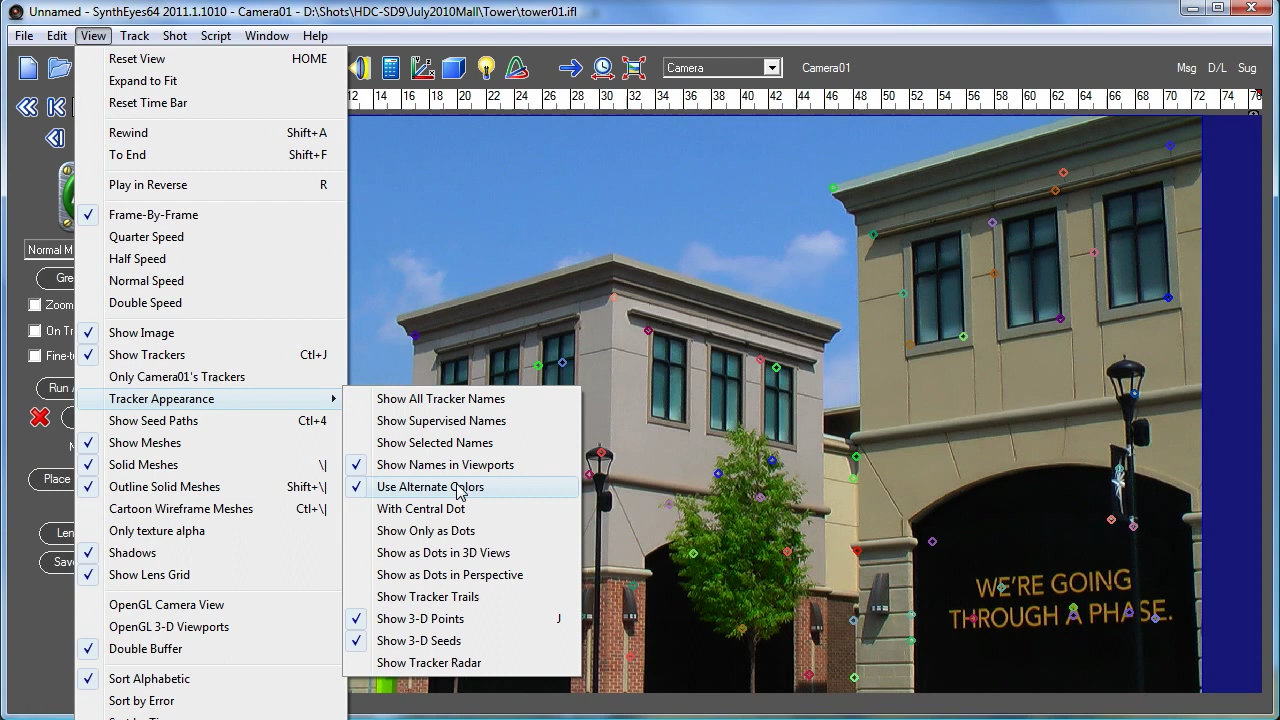 Unnamed - SynthEyes64 2011.1.1010 - Camera01 - D:\Shots\HDC-SD9\July2010Mall\Tower\tower01.ifl
File Edit View Track Shot Script Window Help
Camera Camera01 Msg D/L Sug
12 14 16 18 20 22 24 26 28 30 32 34 36 38 40 42 44 46 48 50 52 54 56 58 60 62 64 66 68 70 72 74 76
Reset View HOME
Expand to Fit
Reset Time Bar
Rewind Shift+A
To End Shift+F
Play in Reverse R
Frame-By-Frame
Quarter Speed
Half Speed
Normal Speed
Double Speed
Show Image
Show Trackers Ctl+J
Only Camera01's Trackers
Tracker Appearance
Show Seed Paths Ctl+4
Show Meshes
Solid Meshes \|
Outline Solid Meshes Shift+\|
Cartoon Wireframe Meshes Ctl+\|
Only texture alpha
Shadows
Show Lens Grid
OpenGL Camera View
OpenGL 3-D Viewports
Double Buffer
Sort Alphabetic
Sort by Error
Show All Tracker Names
Show Supervised Names
Show Selected Names
Show Names in Viewports
Use Alternate Colors
With Central Dot
Show Only as Dots
Show as Dots in 3D Views
Show as Dots in Perspective
Show Tracker Trails
Show 3-D Points J
Show 3-D Seeds
Show Tracker Radar
Normal M
Zoom
Run
Place
WE'RE GOING
THROUGH A PHASE.